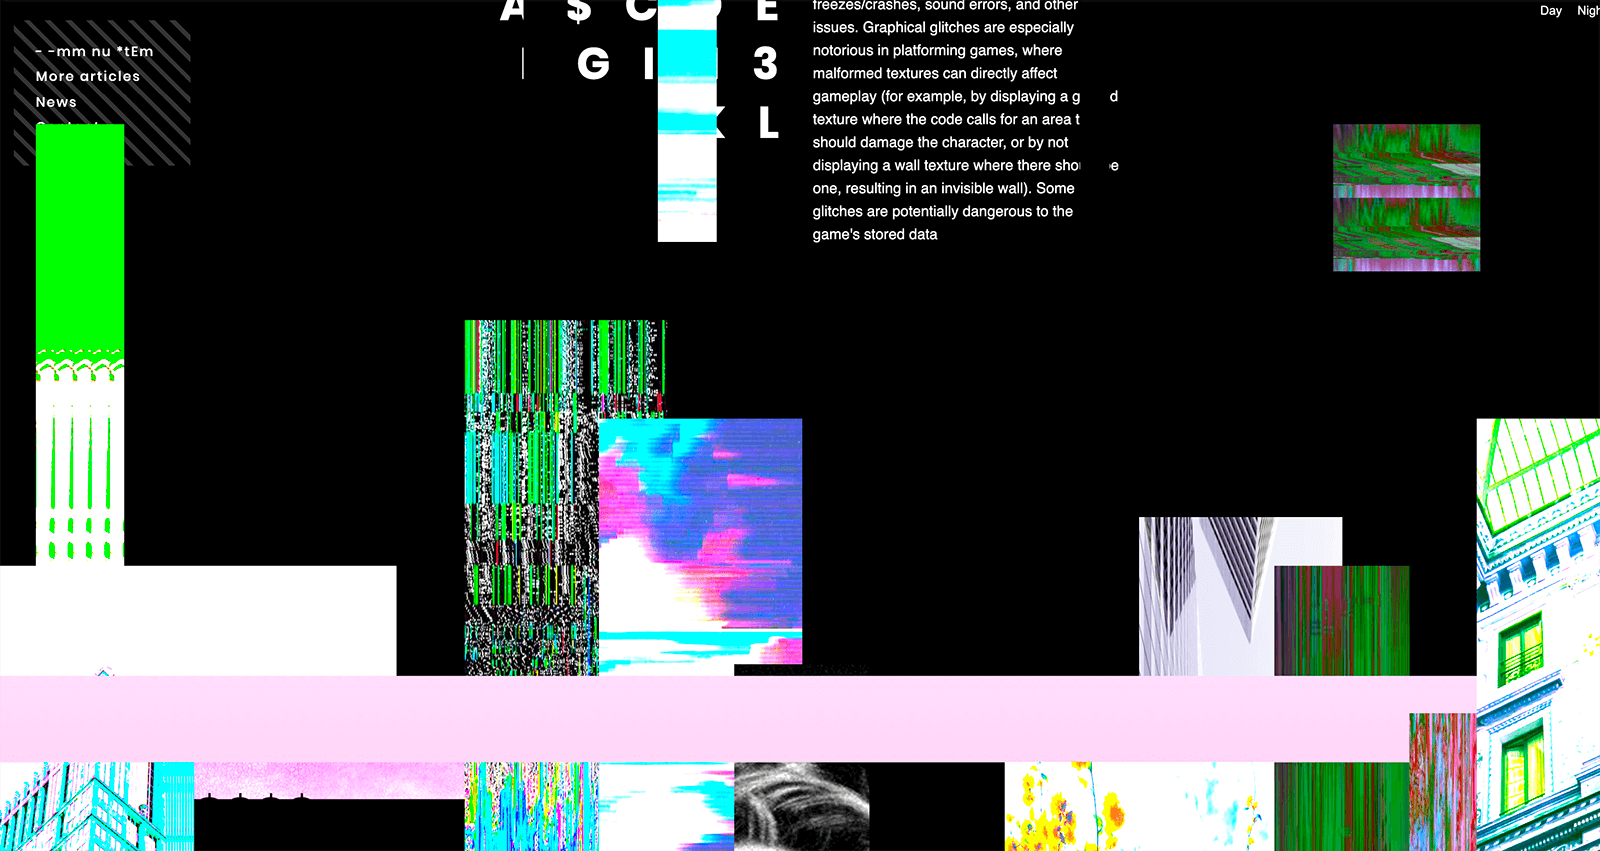 - -mm nu *tEm
More articles
News
A $ C E
G 3
L
freezes/crashes, sound errors, and other
issues. Graphical glitches are especially
notorious in platforming games, where
malformed textures can directly affect
gameplay (for example, by displaying a g d
texture where the code calls for an area t
should damage the character, or by not
displaying a wall texture where there sho e
one, resulting in an invisible wall). Some
glitches are potentially dangerous to the
game's stored data
Day Nigh